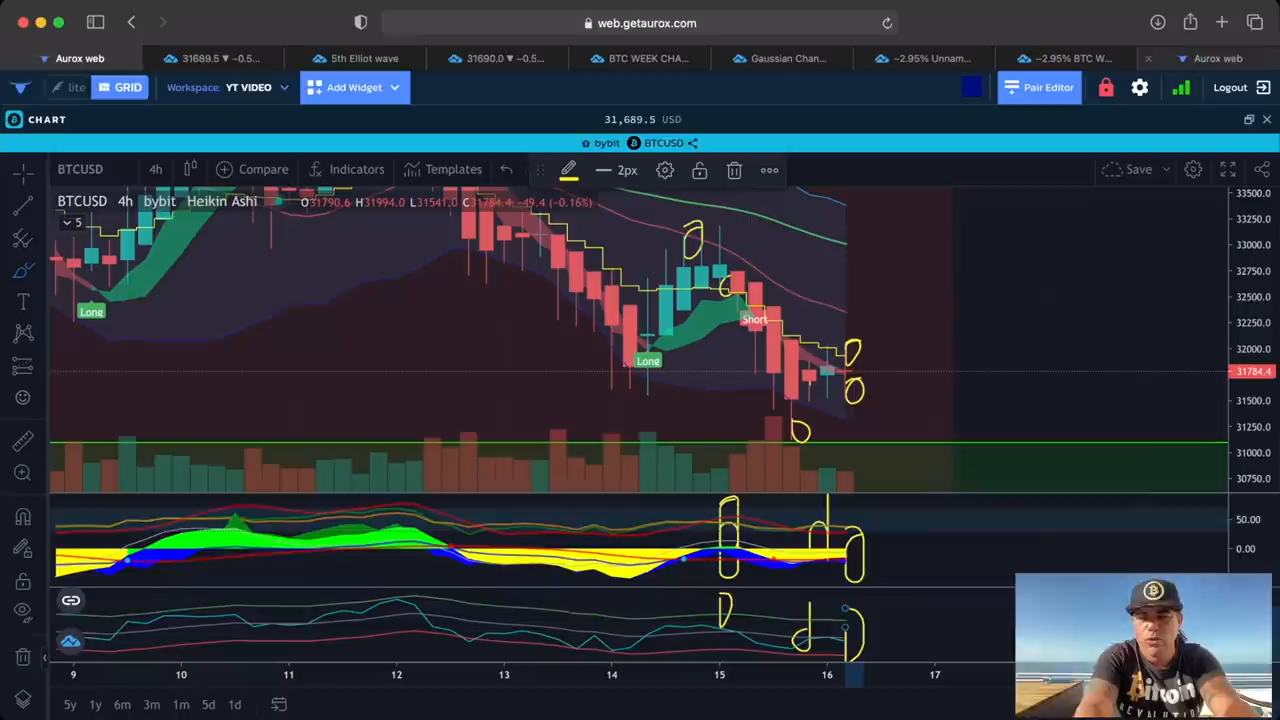 web.getaurox.com
Aurox web
31689.5 ▼ −0.5...
5th Elliot wave
31690.0 ▼ −0.5...
BTC WEEK CHA...
Gaussian Chan...
−2.95% Unnam...
−2.95% BTC W...
Aurox web
lite
GRID
Workspace: YT VIDEO
Add Widget
Pair Editor
Logout
CHART
31,689.5 USD
bybit BTCUSD
BTCUSD
4h
Compare
Indicators
Templates
2px
Save
BTCUSD 4h bybit Heikin Ashi O31790.6 H31994.0 L31541.0 C31784.4 −49.4 (−0.16%)
5
33500.0
33250.0
33000.0
32750.0
32500.0
32250.0
32000.0
31784.4
31500.0
31250.0
31000.0
30750.0
Long
Long
Short
50.00
0.00
9 10 11 12 13 14 15 16 17
5y 1y 6m 3m 1m 5d 1d
Bitcoin
REVOLUTION